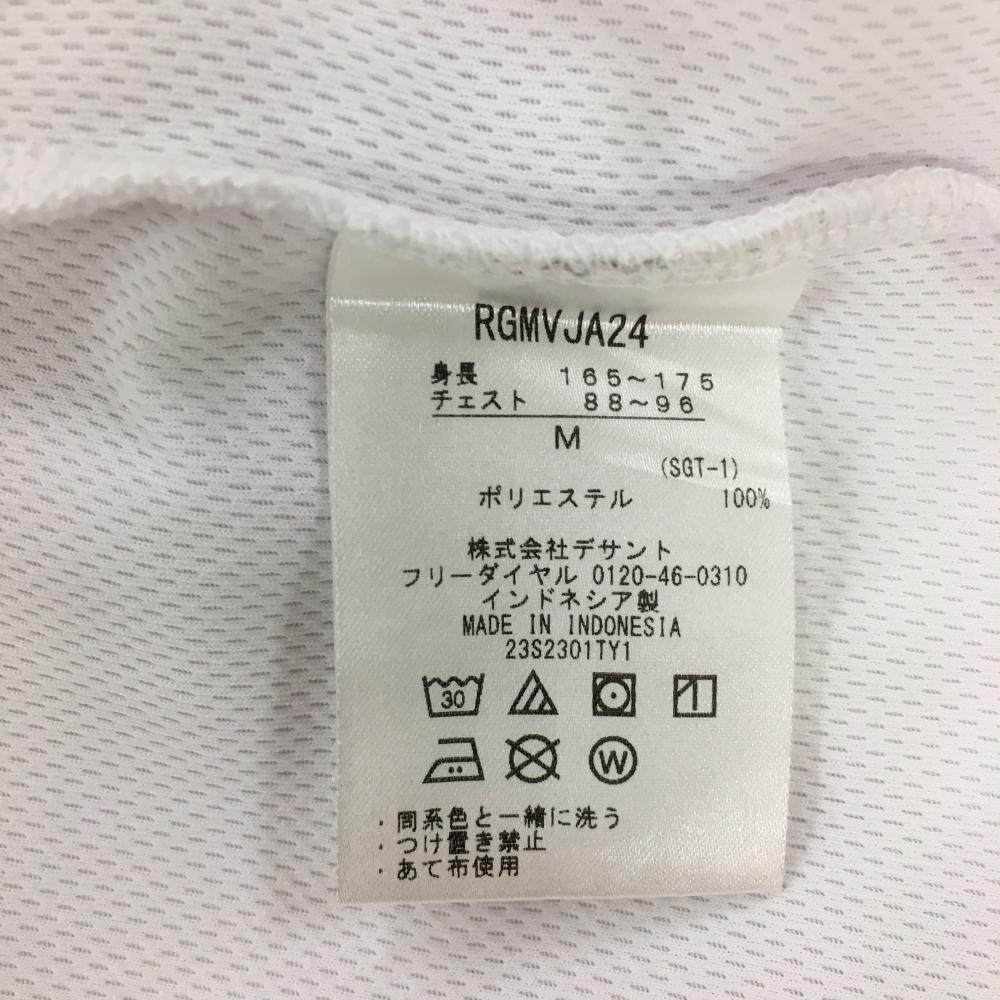 RGMVJA24
身長 165～175
チェスト 88～96
M
(SGT-1)
ポリエステル 100%
株式会社デサント
フリーダイヤル 0120-46-0310
インドネシア製
MADE IN INDONESIA
23S2301TY1
30
W
・同系色と一緒に洗う
・つけ置き禁止
・あて布使用